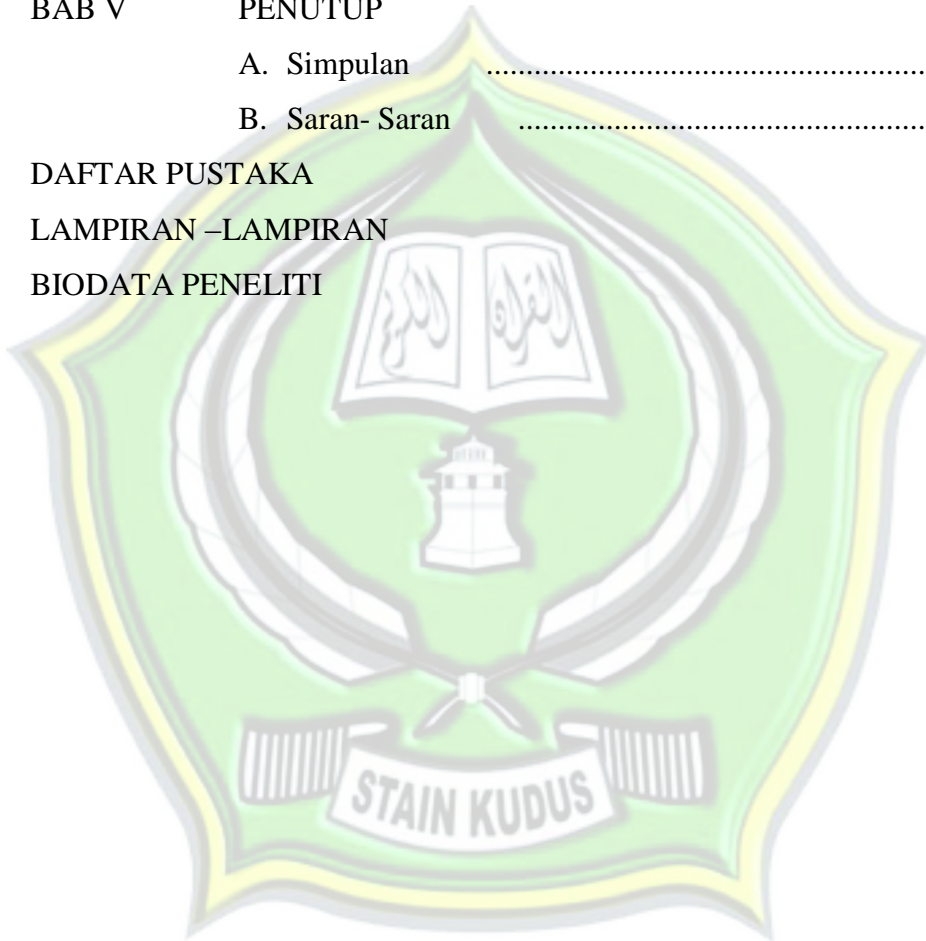 BAB V PENUTUP
A. Simpulan ........................................................
B. Saran- Saran ....................................................
DAFTAR PUSTAKA
LAMPIRAN –LAMPIRAN
BIODATA PENELITI
STAIN KUDUS